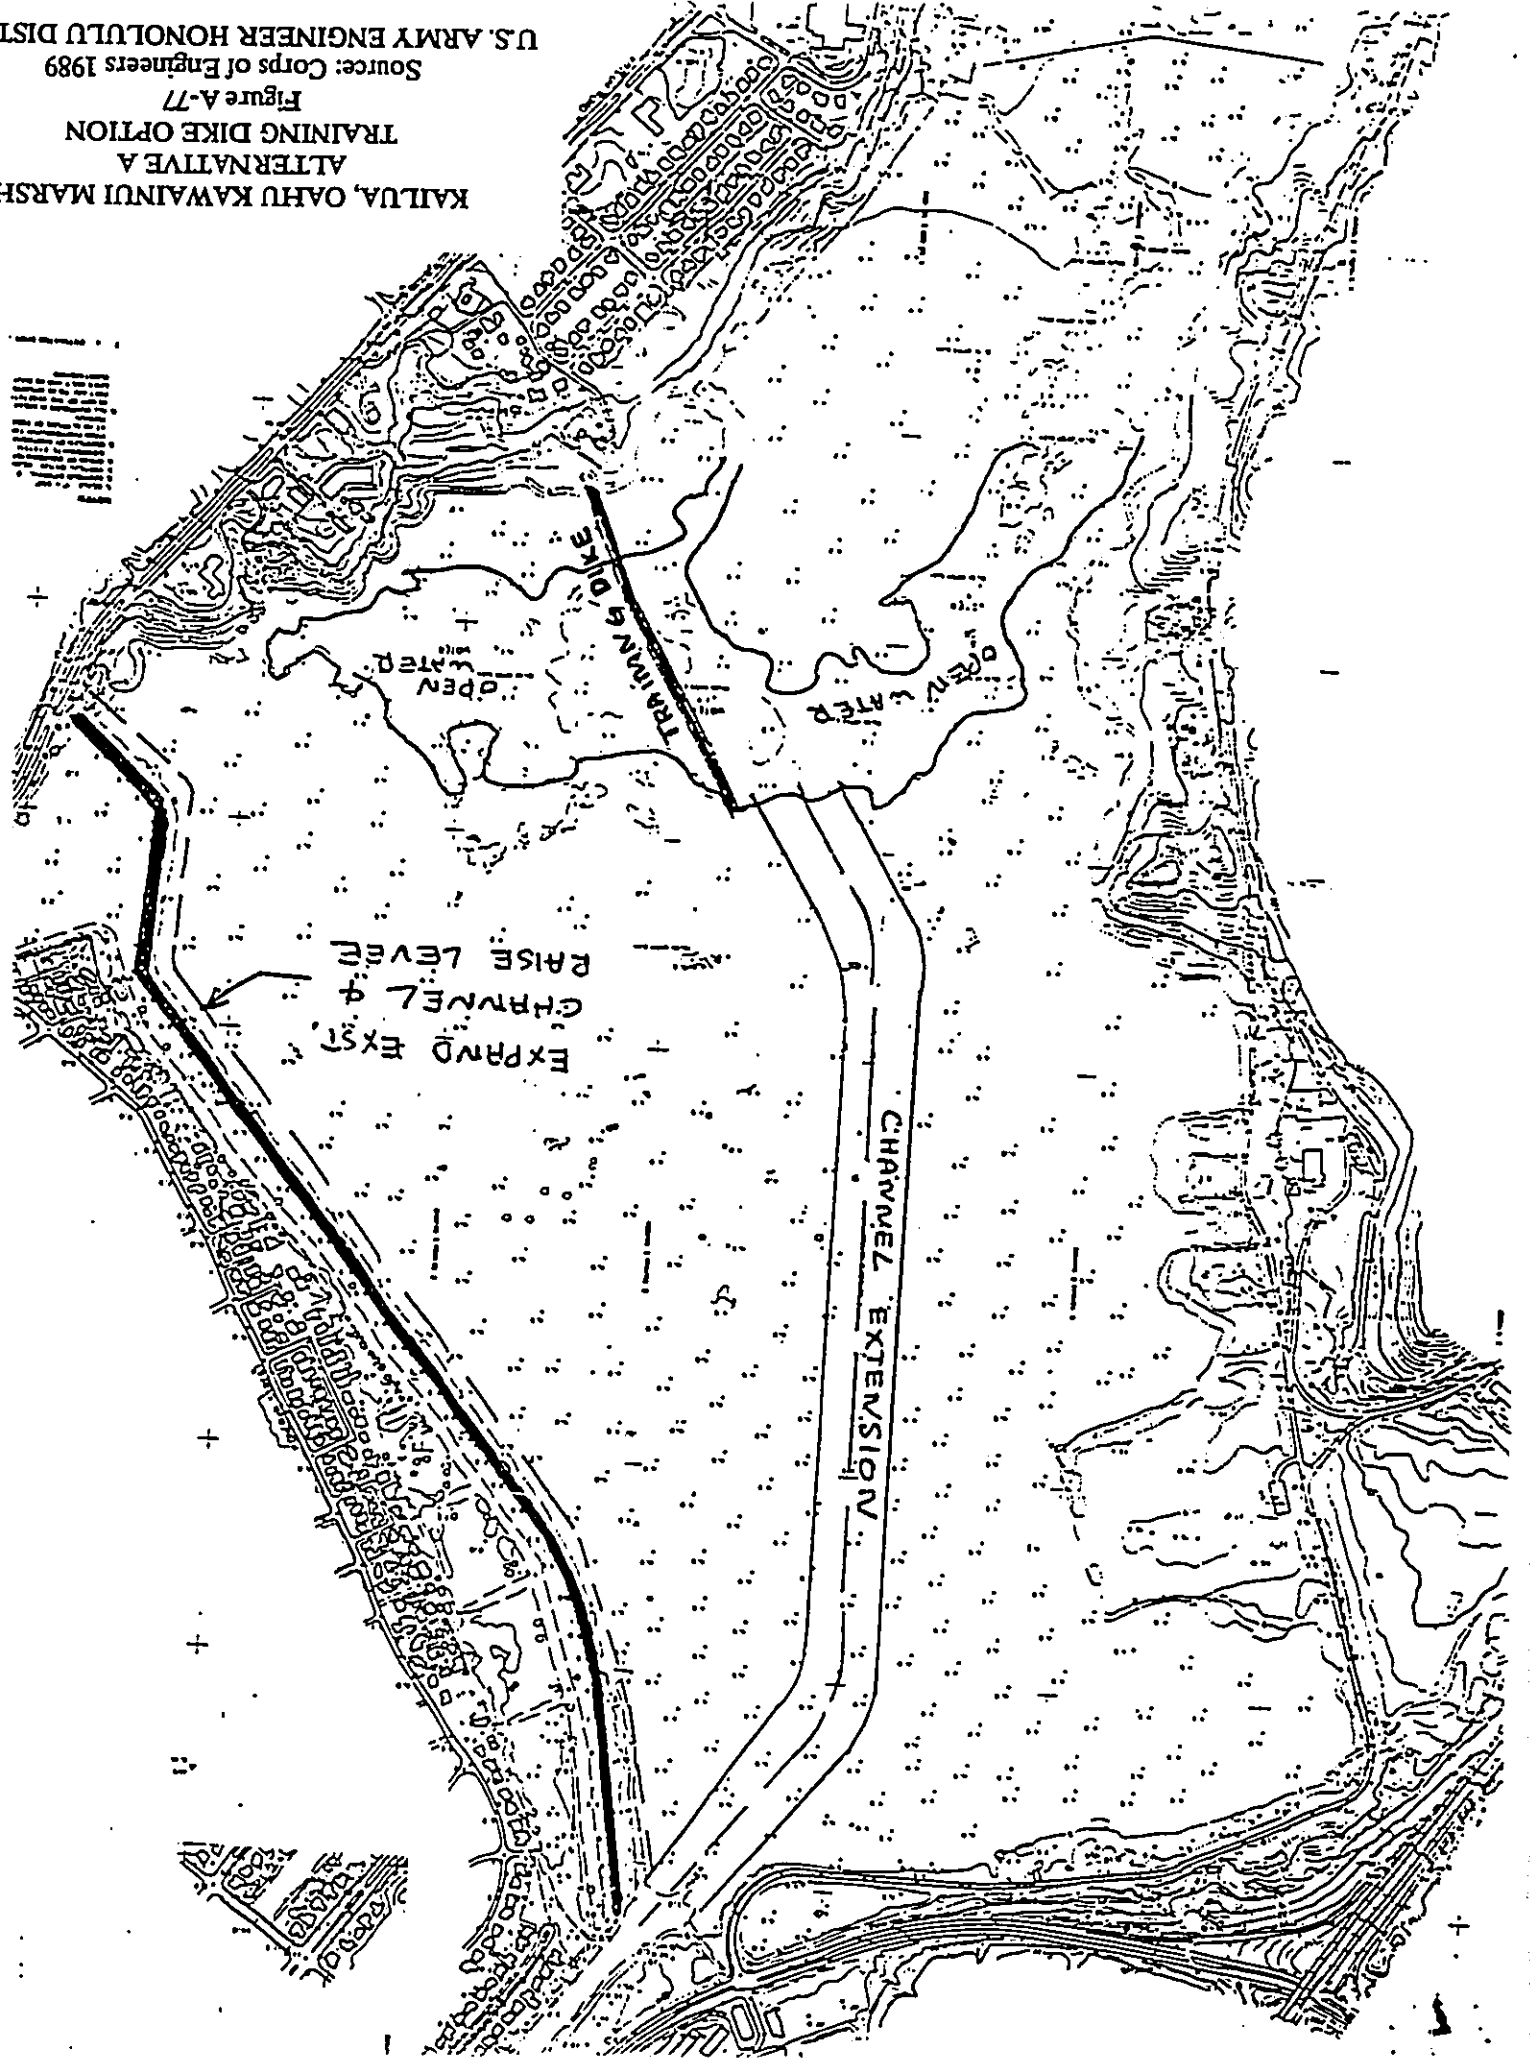 KAILUA, OAHU KAWAINUI MARSH
ALTERNATIVE A
TRAINING DIKE OPTION
Figure A-77
Source: Corps of Engineers 1989
U.S. ARMY ENGINEER HONOLULU DIST
TRAINING DIKE
OPEN
WATER
OPEN WATER
EXPAND EXST.
CHANNEL &
RAISE LEVEE
CHANNEL EXTENSION